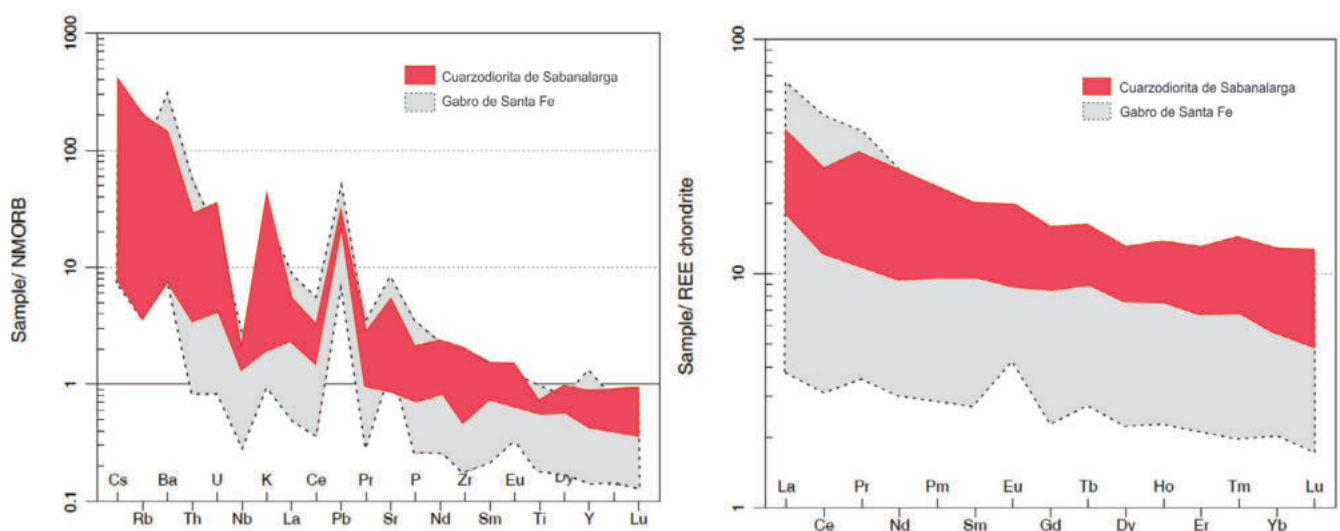 1000
100
10
1
0.1
Sample/ NMORB
Cuarzodiorita de Sabanalarga
Gabro de Santa Fe
Cs Ba U K Ce Pr P Zr Eu Dy Lu
Rb Th Nb La Pb Sr Nd Sm Ti Y Lu
100
10
1
Sample/ REE chondrite
Cuarzodiorita de Sabanalarga
Gabro de Santa Fe
La Pr Pm Eu Tb Ho Tm Lu
Ce Nd Sm Gd Dy Er Yb